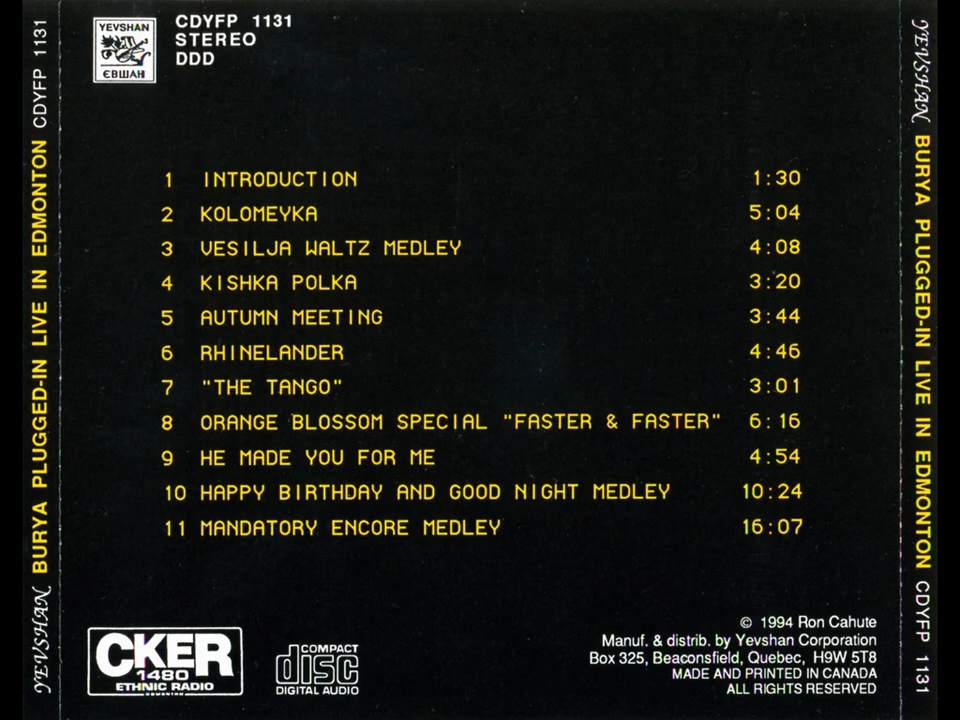 YEVSHAN
ЄВШАН
CDYFP 1131
STEREO
DDD
1 INTRODUCTION 1:30
2 KOLOMEYKA 5:04
3 VESILJA WALTZ MEDLEY 4:08
4 KISHKA POLKA 3:20
5 AUTUMN MEETING 3:44
6 RHINELANDER 4:46
7 "THE TANGO" 3:01
8 ORANGE BLOSSOM SPECIAL "FASTER & FASTER" 6:16
9 HE MADE YOU FOR ME 4:54
10 HAPPY BIRTHDAY AND GOOD NIGHT MEDLEY 10:24
11 MANDATORY ENCORE MEDLEY 16:07
CKER
1480
ETHNIC RADIO
COMPACT
disc
DIGITAL AUDIO
© 1994 Ron Cahute
Manuf. & distrib. by Yevshan Corporation
Box 325, Beaconsfield, Quebec, H9W 5T8
MADE AND PRINTED IN CANADA
ALL RIGHTS RESERVED
YEVSHAN BURYA PLUGGED-IN LIVE IN EDMONTON CDYFP 1131
YEVSHAN BURYA PLUGGED-IN LIVE IN EDMONTON CDYFP 1131